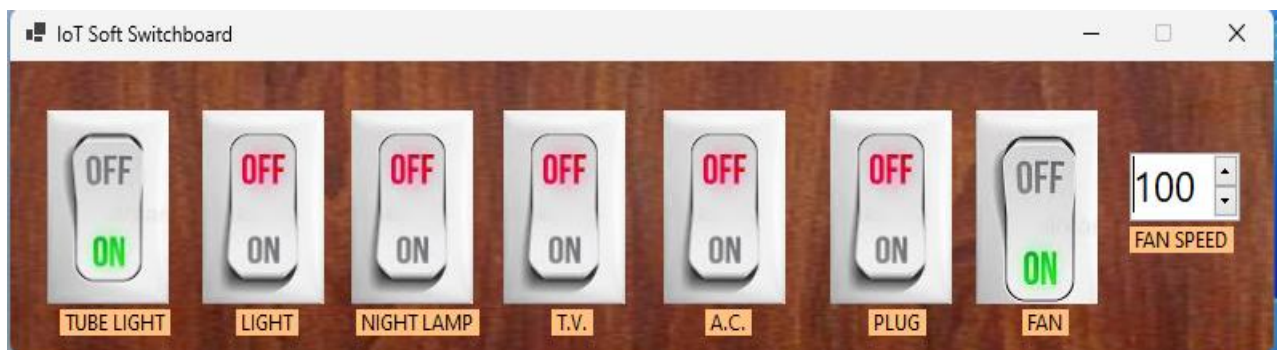 IoT Soft Switchboard
OFF OFF OFF OFF OFF OFF OFF
ON ON ON ON ON ON ON
100
FAN SPEED
TUBE LIGHT LIGHT NIGHT LAMP T.V. A.C. PLUG FAN